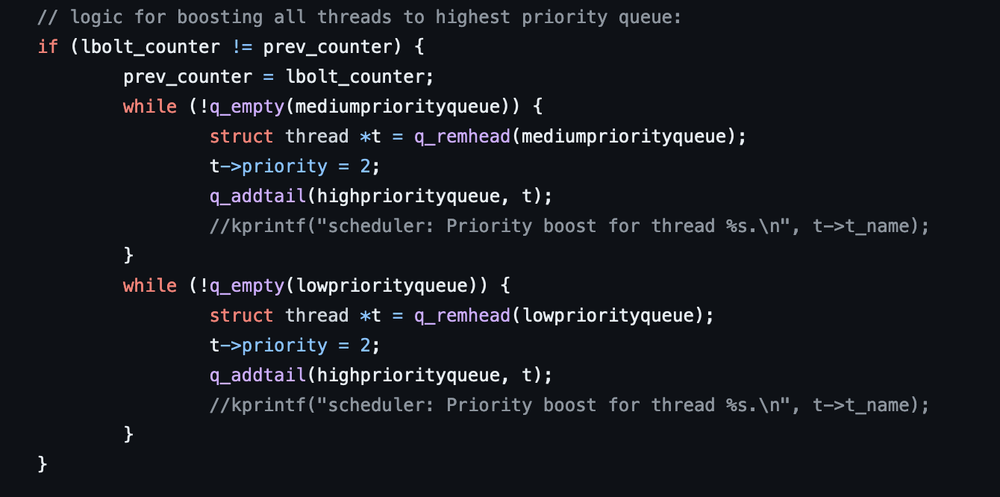 // logic for boosting all threads to highest priority queue:
if (lbolt_counter != prev_counter) {
        prev_counter = lbolt_counter;
        while (!q_empty(mediumpriorityqueue)) {
                struct thread *t = q_remhead(mediumpriorityqueue);
                t->priority = 2;
                q_addtail(highpriorityqueue, t);
                //kprintf("scheduler: Priority boost for thread %s.\n", t->t_name);
        }
        while (!q_empty(lowpriorityqueue)) {
                struct thread *t = q_remhead(lowpriorityqueue);
                t->priority = 2;
                q_addtail(highpriorityqueue, t);
                //kprintf("scheduler: Priority boost for thread %s.\n", t->t_name);
        }
}